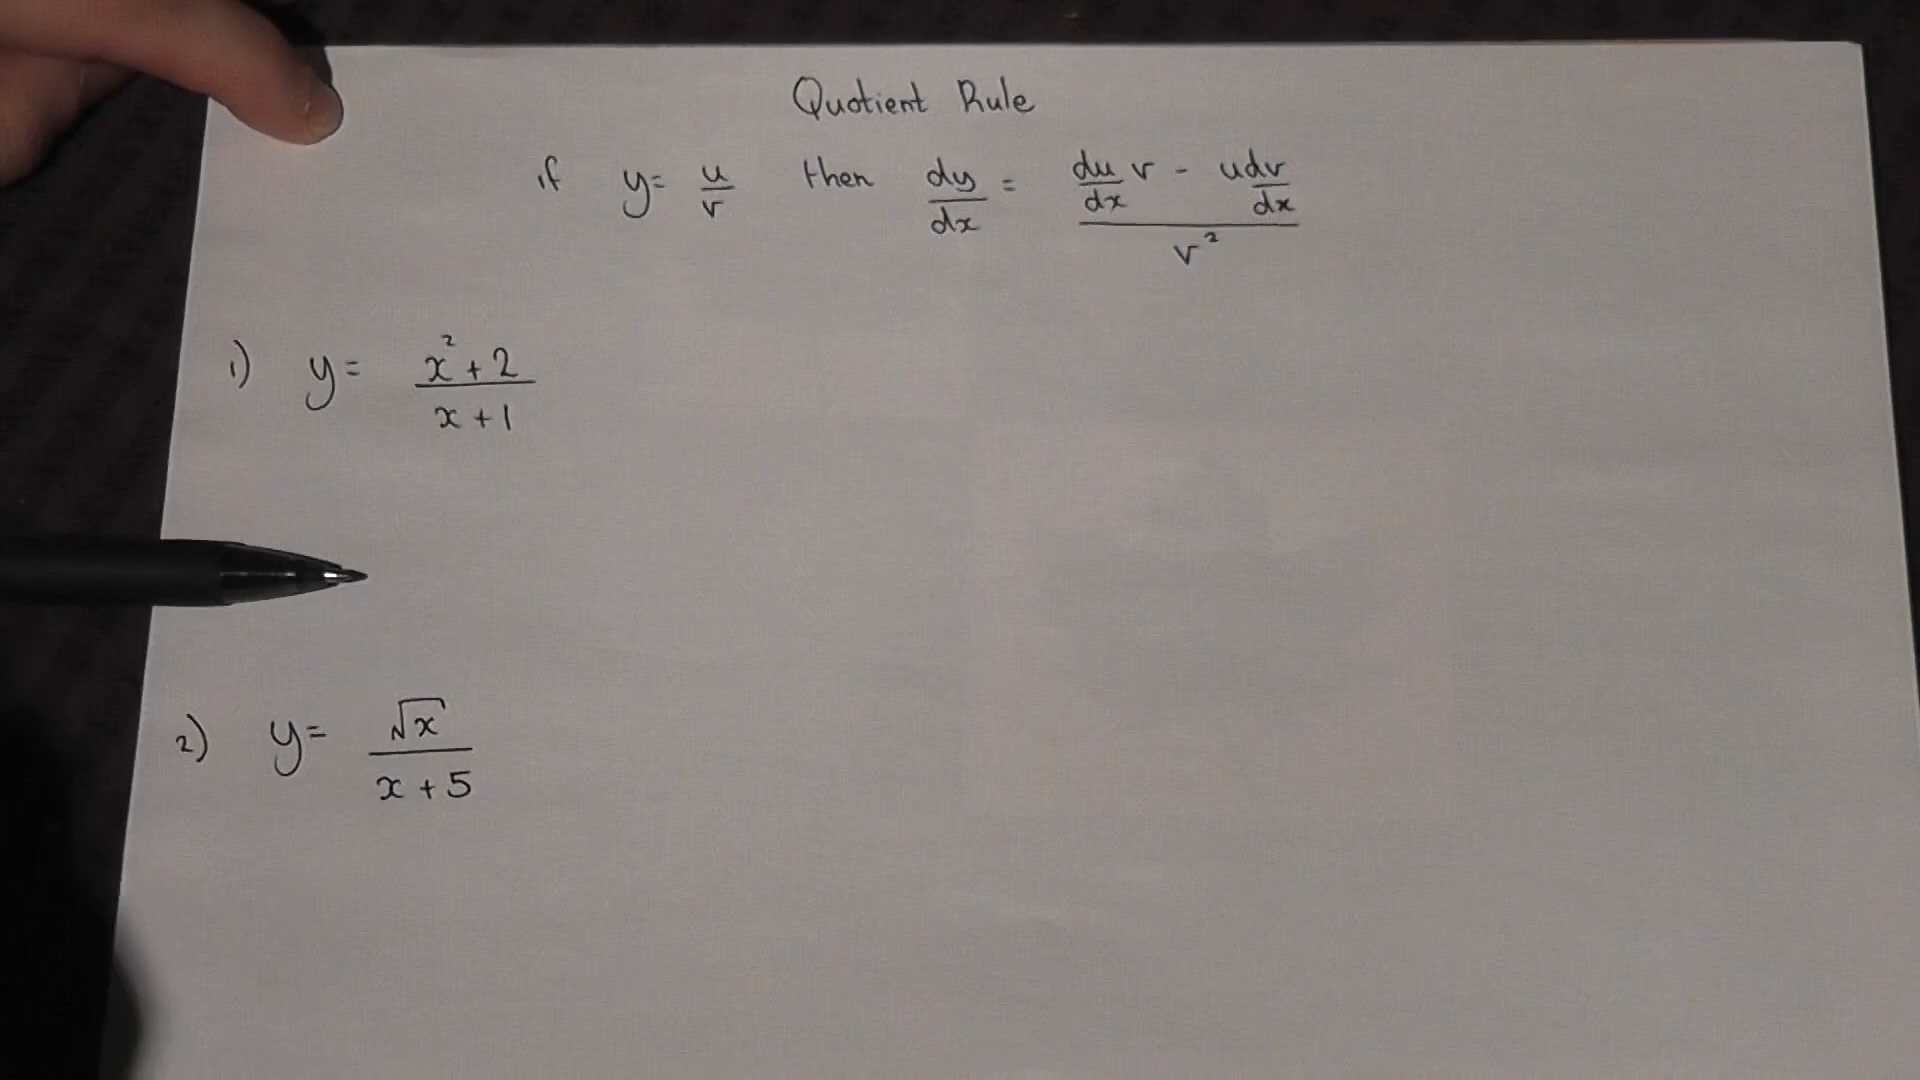 Quotient Rule
if y= u/v then dy/dx = (du/dx v - u dv/dx)/v²
1) y= (x²+2)/(x+1)
2) y= √x/(x+5)